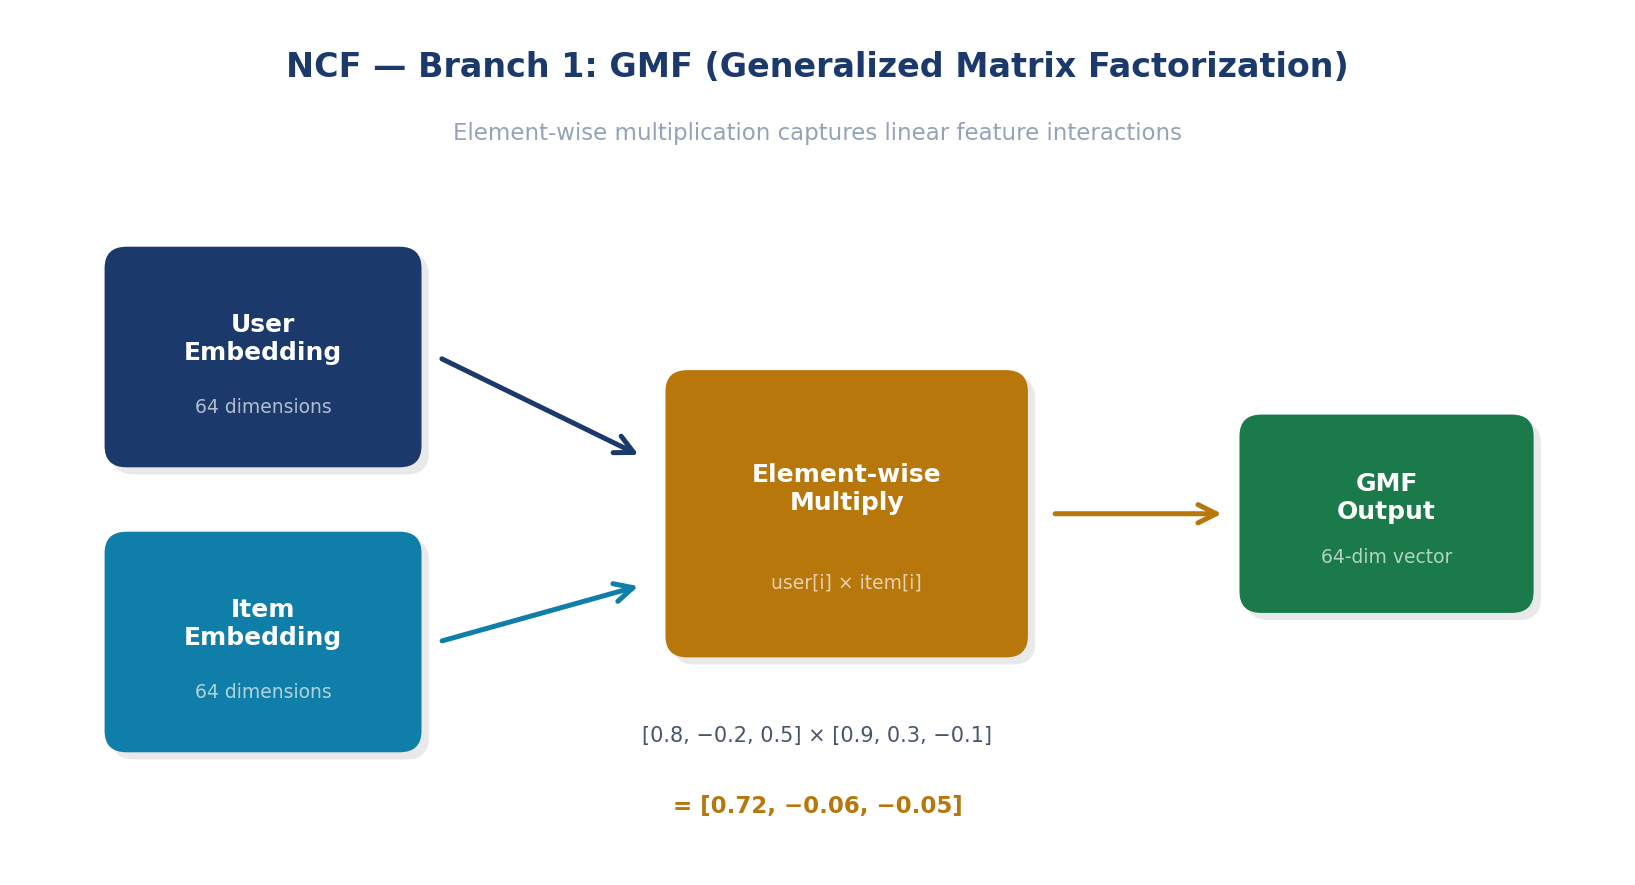 NCF — Branch 1: GMF (Generalized Matrix Factorization)
Element-wise multiplication captures linear feature interactions
User
Embedding
64 dimensions
Item
Embedding
64 dimensions
Element-wise
Multiply
user[i] × item[i]
GMF
Output
64-dim vector
[0.8, −0.2, 0.5] × [0.9, 0.3, −0.1]
= [0.72, −0.06, −0.05]